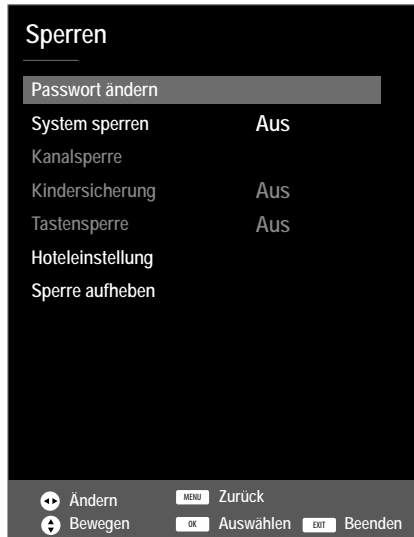 Sperren
Passwort ändern
System sperren Aus
Kanalsperre
Kindersicherung Aus
Tastensperre Aus
Hoteleinstellung
Sperre aufheben
Ändern MENU Zurück
Bewegen OK Auswählen EXIT Beenden